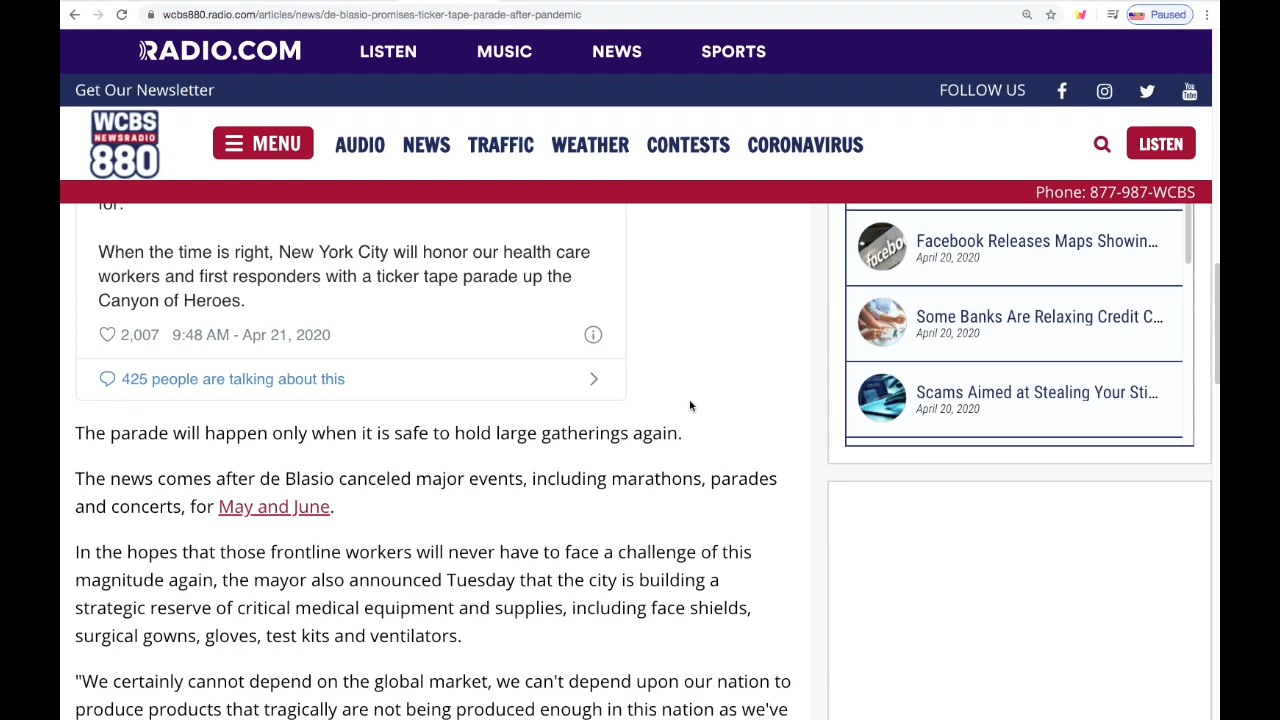 wcbs880.radio.com/articles/news/de-blasio-promises-ticker-tape-parade-after-pandemic
Paused
RADIO.COM
LISTEN
MUSIC
NEWS
SPORTS
Get Our Newsletter
FOLLOW US
You Tube
WCBS
NEWSRADIO
880
MENU
AUDIO
NEWS
TRAFFIC
WEATHER
CONTESTS
CORONAVIRUS
LISTEN
Phone: 877-987-WCBS
for:
When the time is right, New York City will honor our health care
workers and first responders with a ticker tape parade up the
Canyon of Heroes.
2,007 9:48 AM - Apr 21, 2020
425 people are talking about this
The parade will happen only when it is safe to hold large gatherings again.
The news comes after de Blasio canceled major events, including marathons, parades
and concerts, for May and June.
In the hopes that those frontline workers will never have to face a challenge of this
magnitude again, the mayor also announced Tuesday that the city is building a
strategic reserve of critical medical equipment and supplies, including face shields,
surgical gowns, gloves, test kits and ventilators.
"We certainly cannot depend on the global market, we can't depend upon our nation to
produce products that tragically are not being produced enough in this nation as we've
facebo
Facebook Releases Maps Showin...
April 20, 2020
Some Banks Are Relaxing Credit C...
April 20, 2020
Scams Aimed at Stealing Your Sti...
April 20, 2020